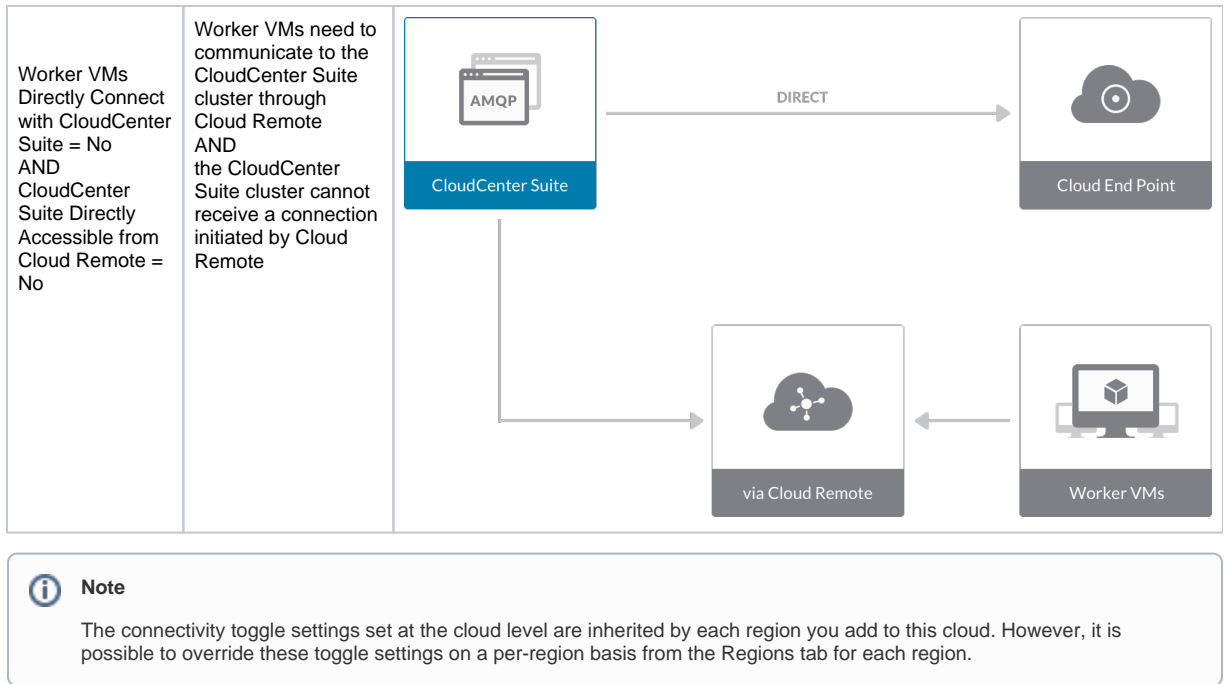 Worker VMs
Directly Connect
with CloudCenter
Suite = No
AND
CloudCenter
Suite Directly
Accessible from
Cloud Remote =
No
Worker VMs need to
communicate to the
CloudCenter Suite
cluster through
Cloud Remote
AND
the CloudCenter
Suite cluster cannot
receive a connection
initiated by Cloud
Remote
AMQP
CloudCenter Suite
DIRECT
Cloud End Point
via Cloud Remote
Worker VMs
Note
The connectivity toggle settings set at the cloud level are inherited by each region you add to this cloud. However, it is
possible to override these toggle settings on a per-region basis from the Regions tab for each region.